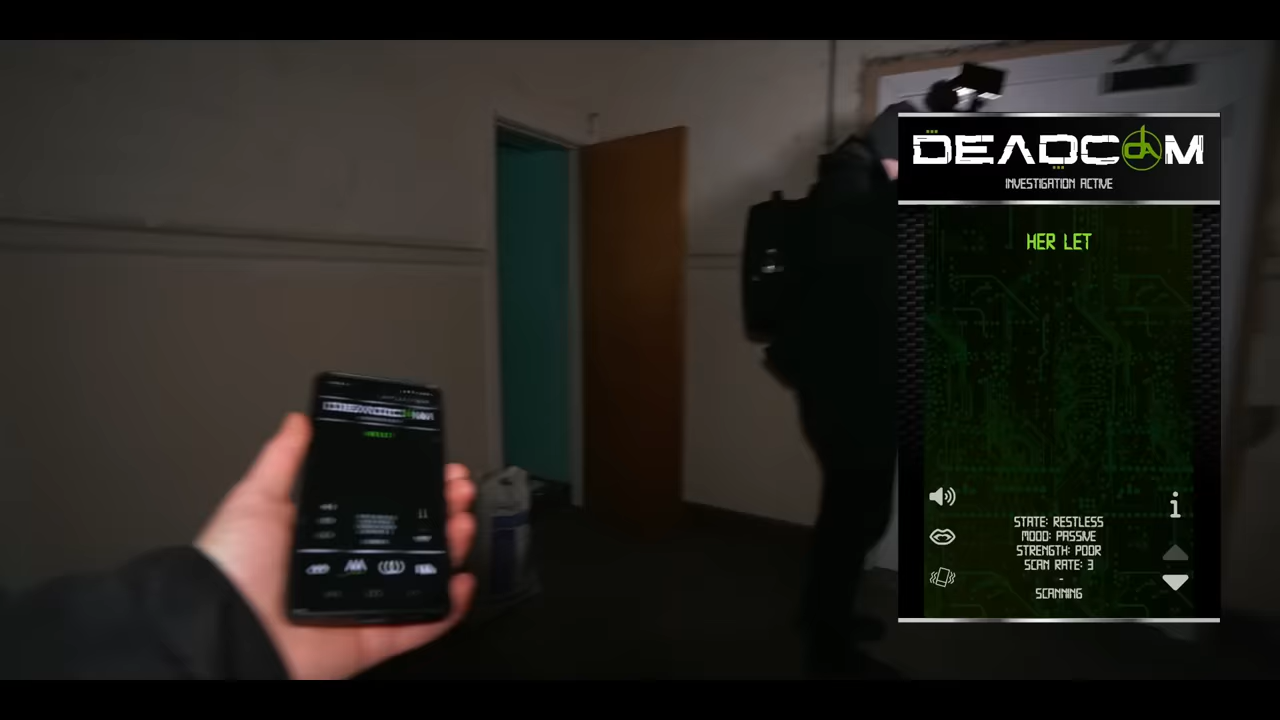 DEADCOM
INVESTIGATION ACTIVE
HER LET
STATE: RESTLESS
MOOD: PASSIVE
STRENGTH: POOR
SCAN RATE: 3
-
SCANNING